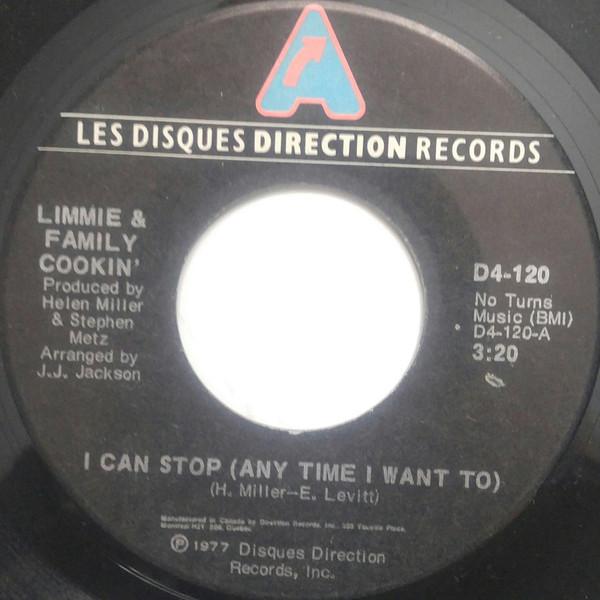 LES DISQUES DIRECTION RECORDS
LIMMIE &
FAMILY
COOKIN'
Produced by
Helen Miller
& Stephen
Metz
Arranged by
J.J. Jackson
D4-120
No Turns
Music (BMI)
D4-120-A
3:20
I CAN STOP (ANY TIME I WANT TO)
(H. Miller–E. Levitt)
Manufactured in Canada by Direction Records, Inc.,
Montreal Quebec
℗ 1977 Disques Direction
Records, Inc.